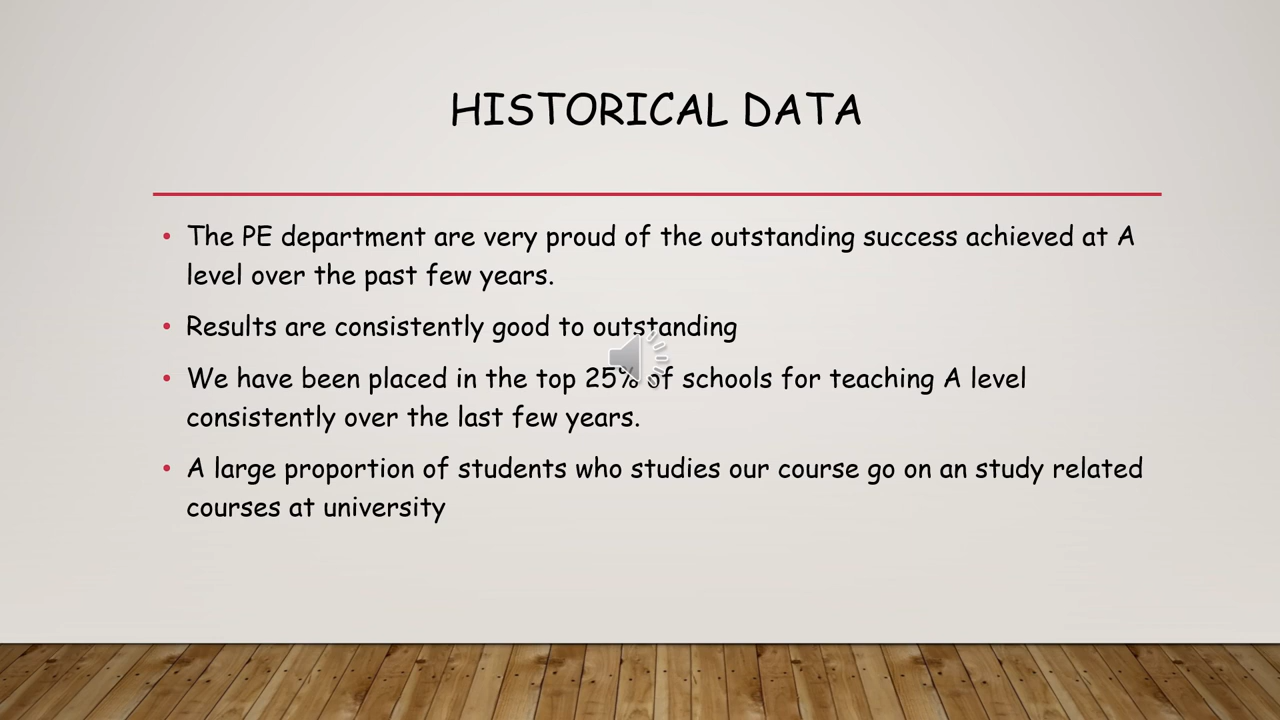 HISTORICAL DATA
• The PE department are very proud of the outstanding success achieved at A
level over the past few years.
• Results are consistently good to outstanding
• We have been placed in the top 25% of schools for teaching A level
consistently over the last few years.
• A large proportion of students who studies our course go on an study related
courses at university